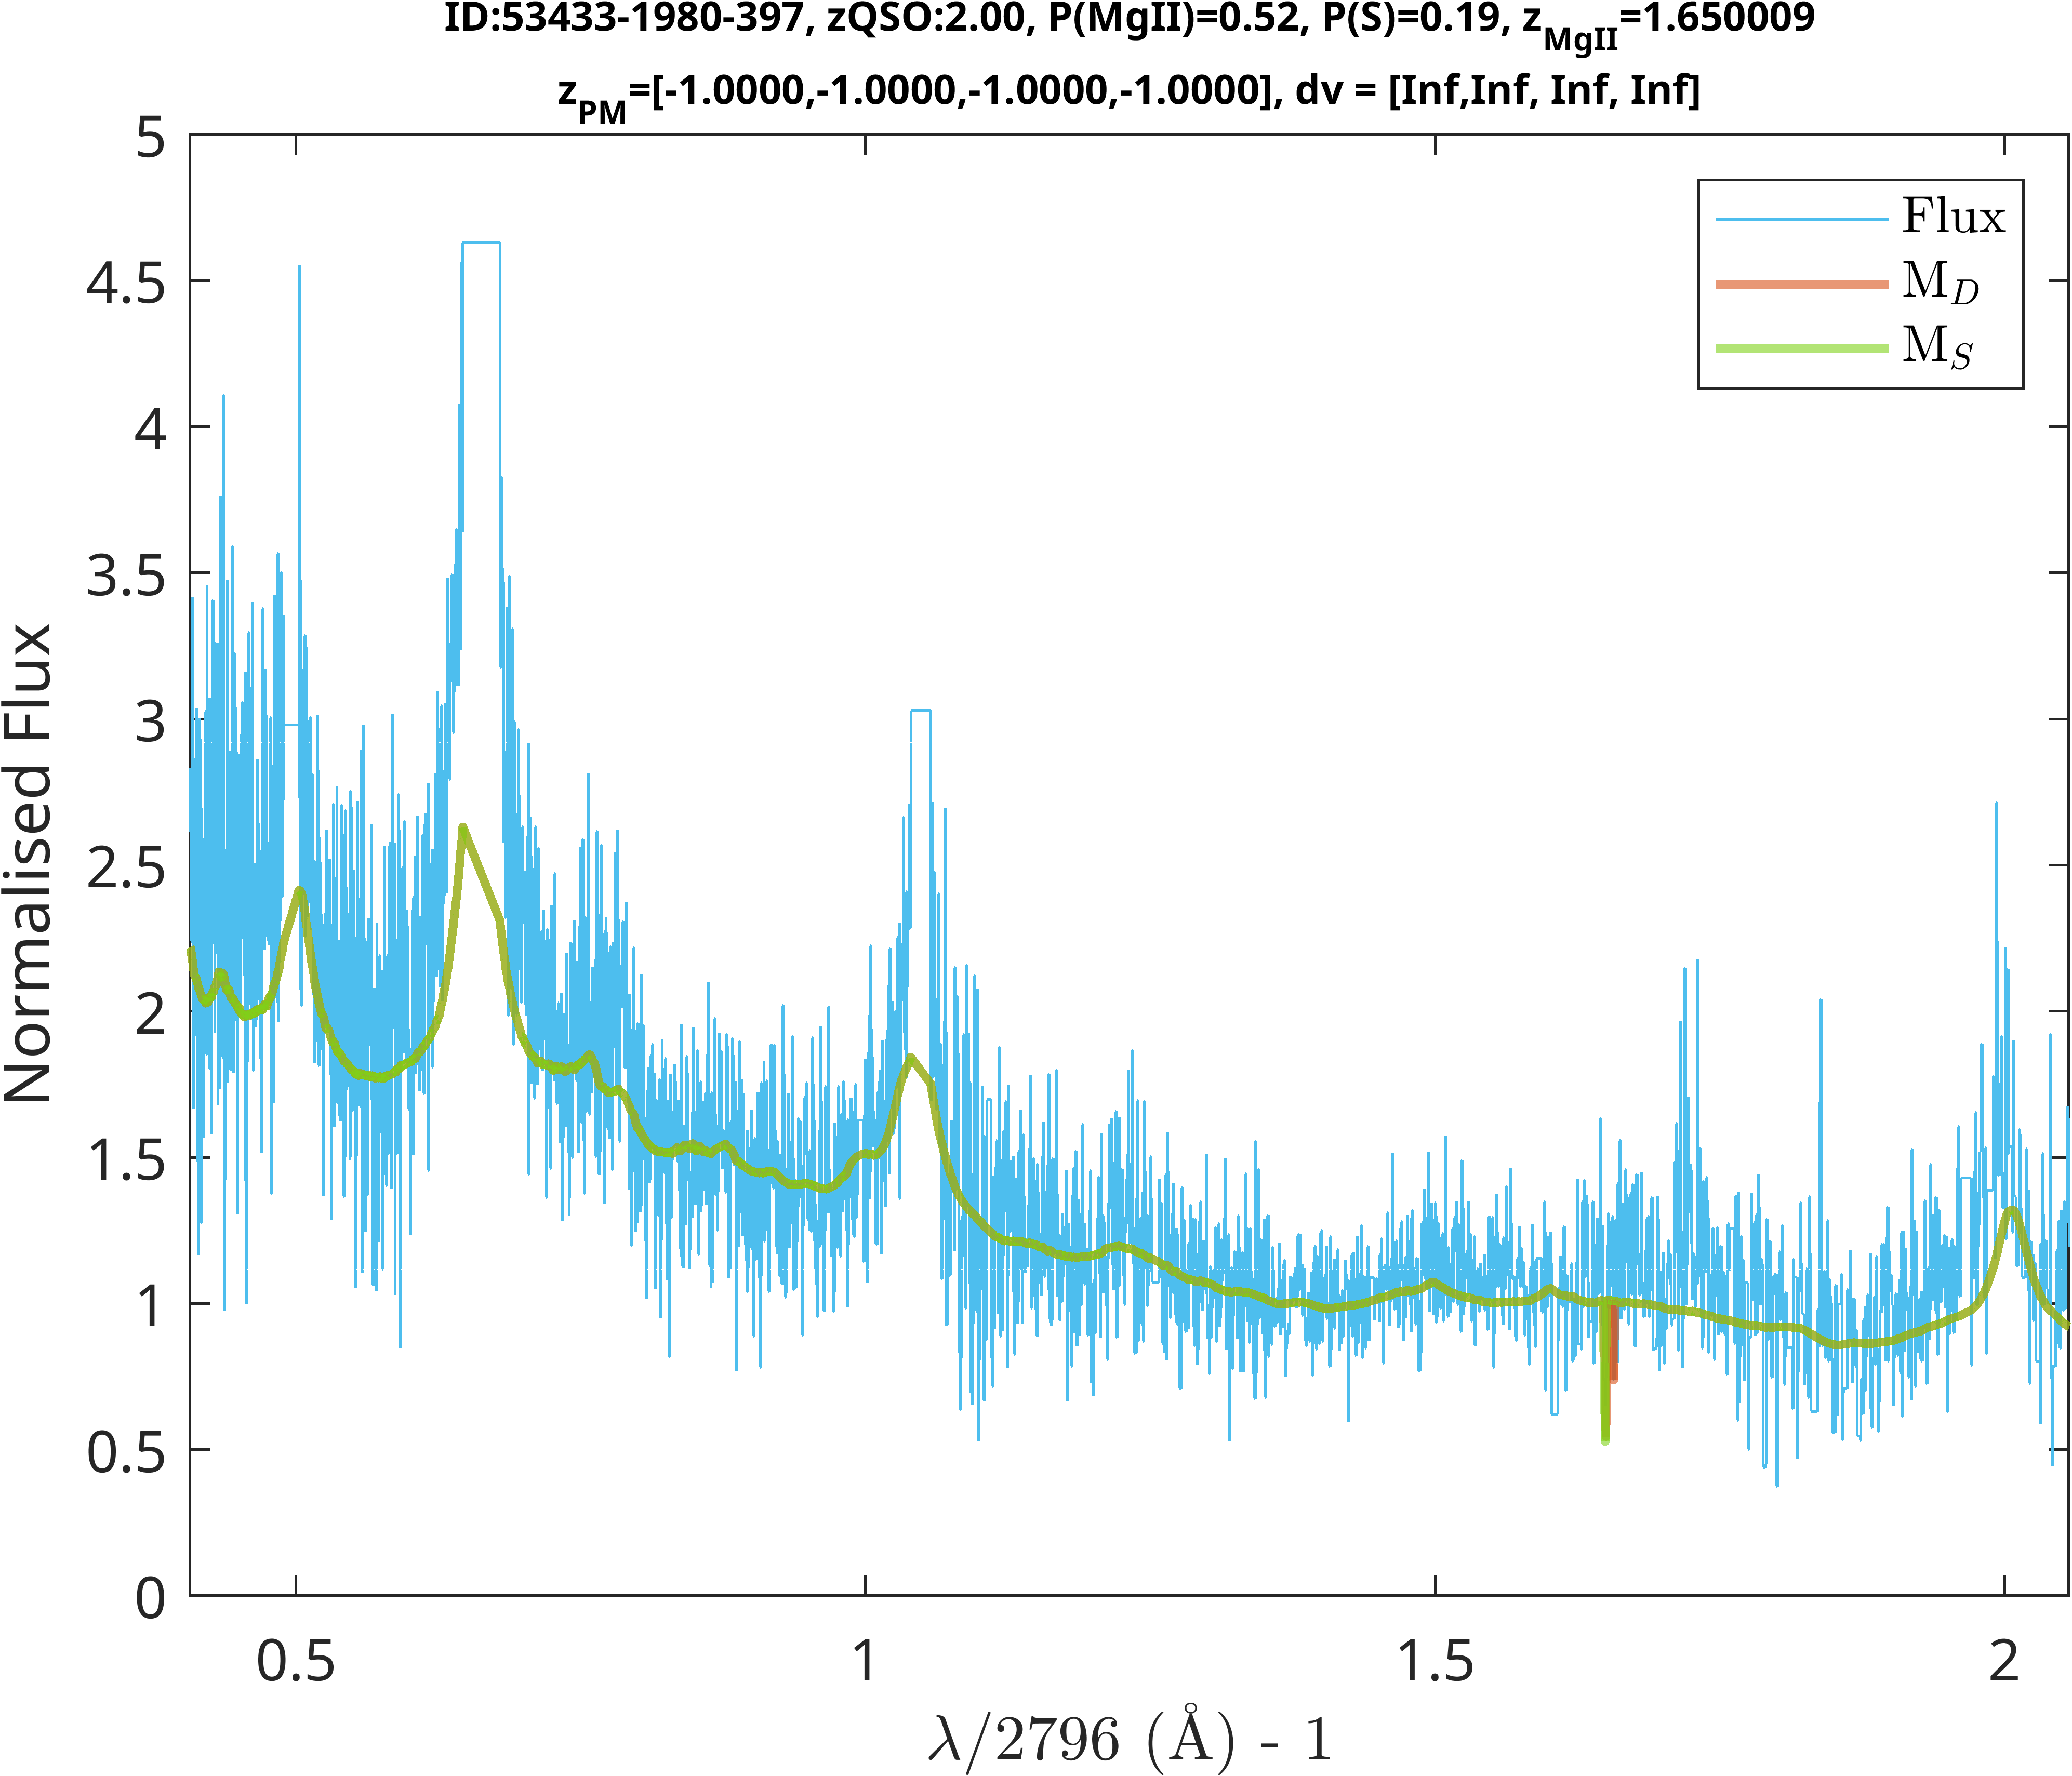 ID:53433-1980-397, zQSO:2.00, P(MgII)=0.52, P(S)=0.19, zMgII=1.650009
zPM=[-1.0000,-1.0000,-1.0000,-1.0000], dv = [Inf,Inf, Inf, Inf]
5
4.5
4
3.5
3
2.5
2
1.5
1
0.5
0
Normalised Flux
Flux
MD
MS
0.5
1
1.5
2
λ/2796 (Å) - 1